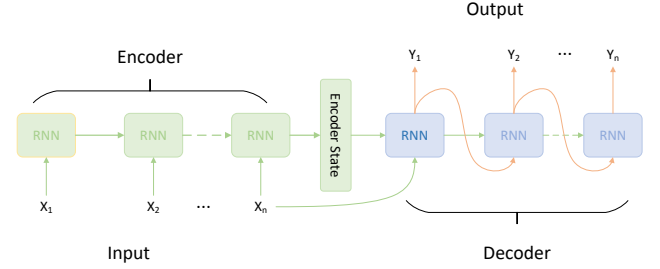 Output
Encoder
Y1 Y2 ... Yn
RNN RNN RNN Encoder State RNN RNN RNN
X1 X2 ... Xn
Input Decoder